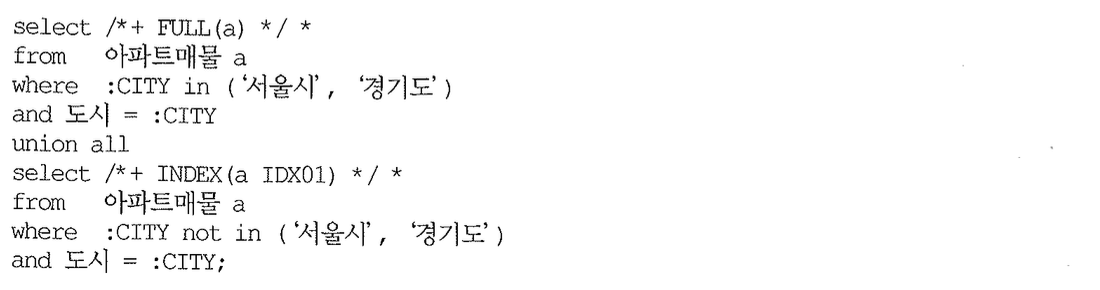 select /*+ FULL(a) */ *
from 아파트매물 a
where :CITY in ('서울시', '경기도')
and 도시 = :CITY
union all
select /*+ INDEX(a IDX01) */ *
from 아파트매물 a
where :CITY not in ('서울시', '경기도')
and 도시 = :CITY;